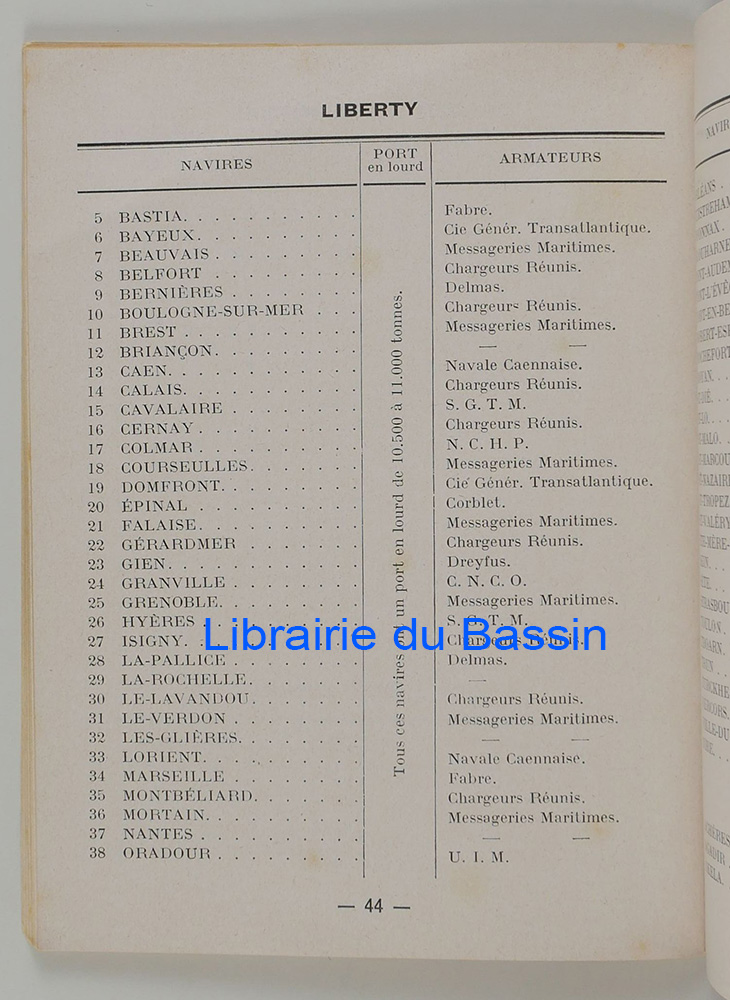 LIBERTY
NAVIRES PORT en lourd ARMATEURS
5 BASTIA. . . . . . . . . . . Fabre.
6 BAYEUX. . . . . . . . . . Cie Génér. Transatlantique.
7 BEAUVAIS . . . . . . . . . Messageries Maritimes.
8 BELFORT . . . . . . . . . Chargeurs Réunis.
9 BERNIÈRES . . . . . . . . Delmas.
10 BOULOGNE-SUR-MER . . . Chargeurs Réunis.
11 BREST . . . . . . . . . . . Messageries Maritimes.
12 BRIANÇON. . . . . . . . . — —
13 CAEN. . . . . . . . . . . . Navale Caennaise.
14 CALAIS. . . . . . . . . . . Chargeurs Réunis.
15 CAVALAIRE . . . . . . . . S. G. T. M.
16 CERNAY . . . . . . . . . . Chargeurs Réunis.
17 COLMAR . . . . . . . . . . N. C. H. P.
18 COURSEULLES. . . . . . . Messageries Maritimes.
19 DOMFRONT. . . . . . . . . Cie Génér. Transatlantique.
20 ÉPINAL . . . . . . . . . . Corblet.
21 FALAISE. . . . . . . . . . Messageries Maritimes.
22 GÉRARDMER . . . . . . . . Chargeurs Réunis.
23 GIEN. . . . . . . . . . . . Dreyfus.
24 GRANVILLE . . . . . . . . C. N. C. O.
25 GRENOBLE. . . . . . . . . Messageries Maritimes.
26 HYÈRES . . . . . . . . . . S. G. T. M.
27 ISIGNY. . . . . . . . . . . Chargeurs Réunis.
28 LA-PALLICE . . . . . . . . Delmas.
29 LA-ROCHELLE. . . . . . . —
30 LE-LAVANDOU. . . . . . . Chargeurs Réunis.
31 LE-VERDON . . . . . . . . Messageries Maritimes.
32 LES-GLIÈRES. . . . . . . . — —
33 LORIENT. . . . . . . . . . Navale Caennaise.
34 MARSEILLE . . . . . . . . Fabre.
35 MONTBÉLIARD. . . . . . . Chargeurs Réunis.
36 MORTAIN. . . . . . . . . . Messageries Maritimes.
37 NANTES . . . . . . . . . . — —
38 ORADOUR . . . . . . . . . U. I. M.
Tous ces navires ont un port en lourd de 10.500 à 11.000 tonnes.
Librairie du Bassin
— 44 —